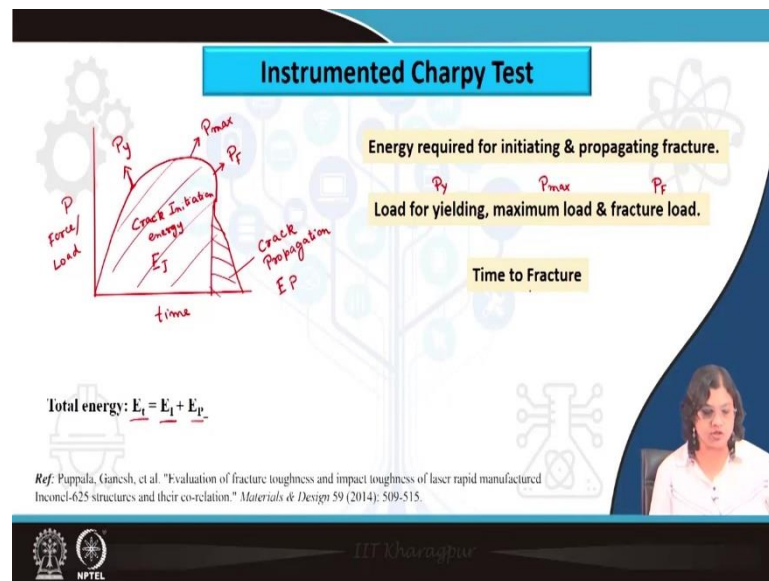 Instrumented Charpy Test
Py
Pmax
PF
P
Force/
Load
Crack Initiation
energy
EI
Crack
Propagation
EP
time
Energy required for initiating & propagating fracture.
Py Pmax PF
Load for yielding, maximum load & fracture load.
Time to Fracture
Total energy: Et = EI + EP
Ref: Puppala, Ganesh, et al. "Evaluation of fracture toughness and impact toughness of laser rapid manufactured
Inconel-625 structures and their co-relation." Materials & Design 59 (2014): 509-515.
IIT Kharagpur
NPTEL